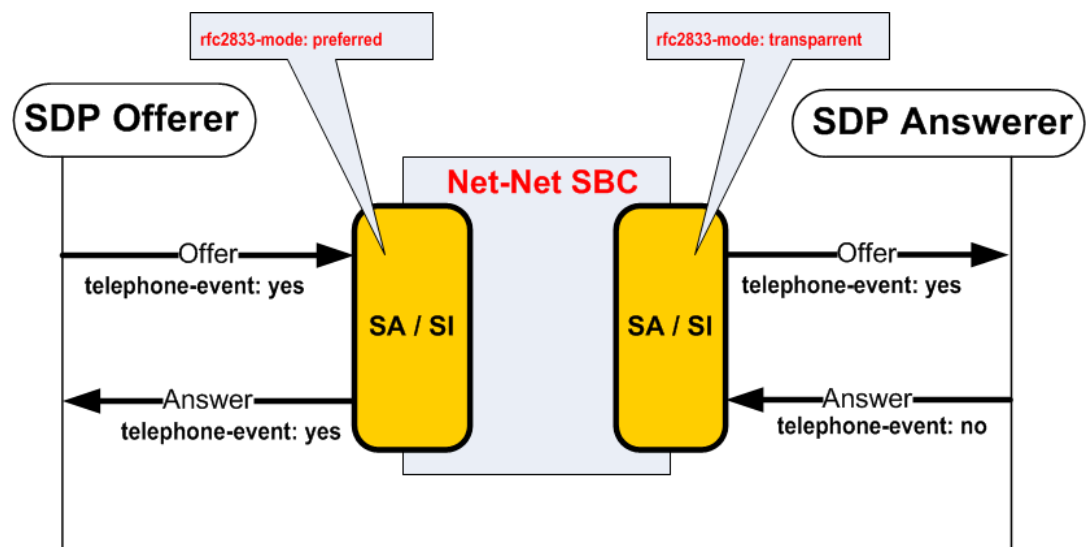 rfc2833-mode: preferred
rfc2833-mode: transparrent
SDP Offerer
SDP Answerer
Net-Net SBC
Offer
telephone-event: yes
Offer
telephone-event: yes
SA / SI
SA / SI
Answer
telephone-event: yes
Answer
telephone-event: no